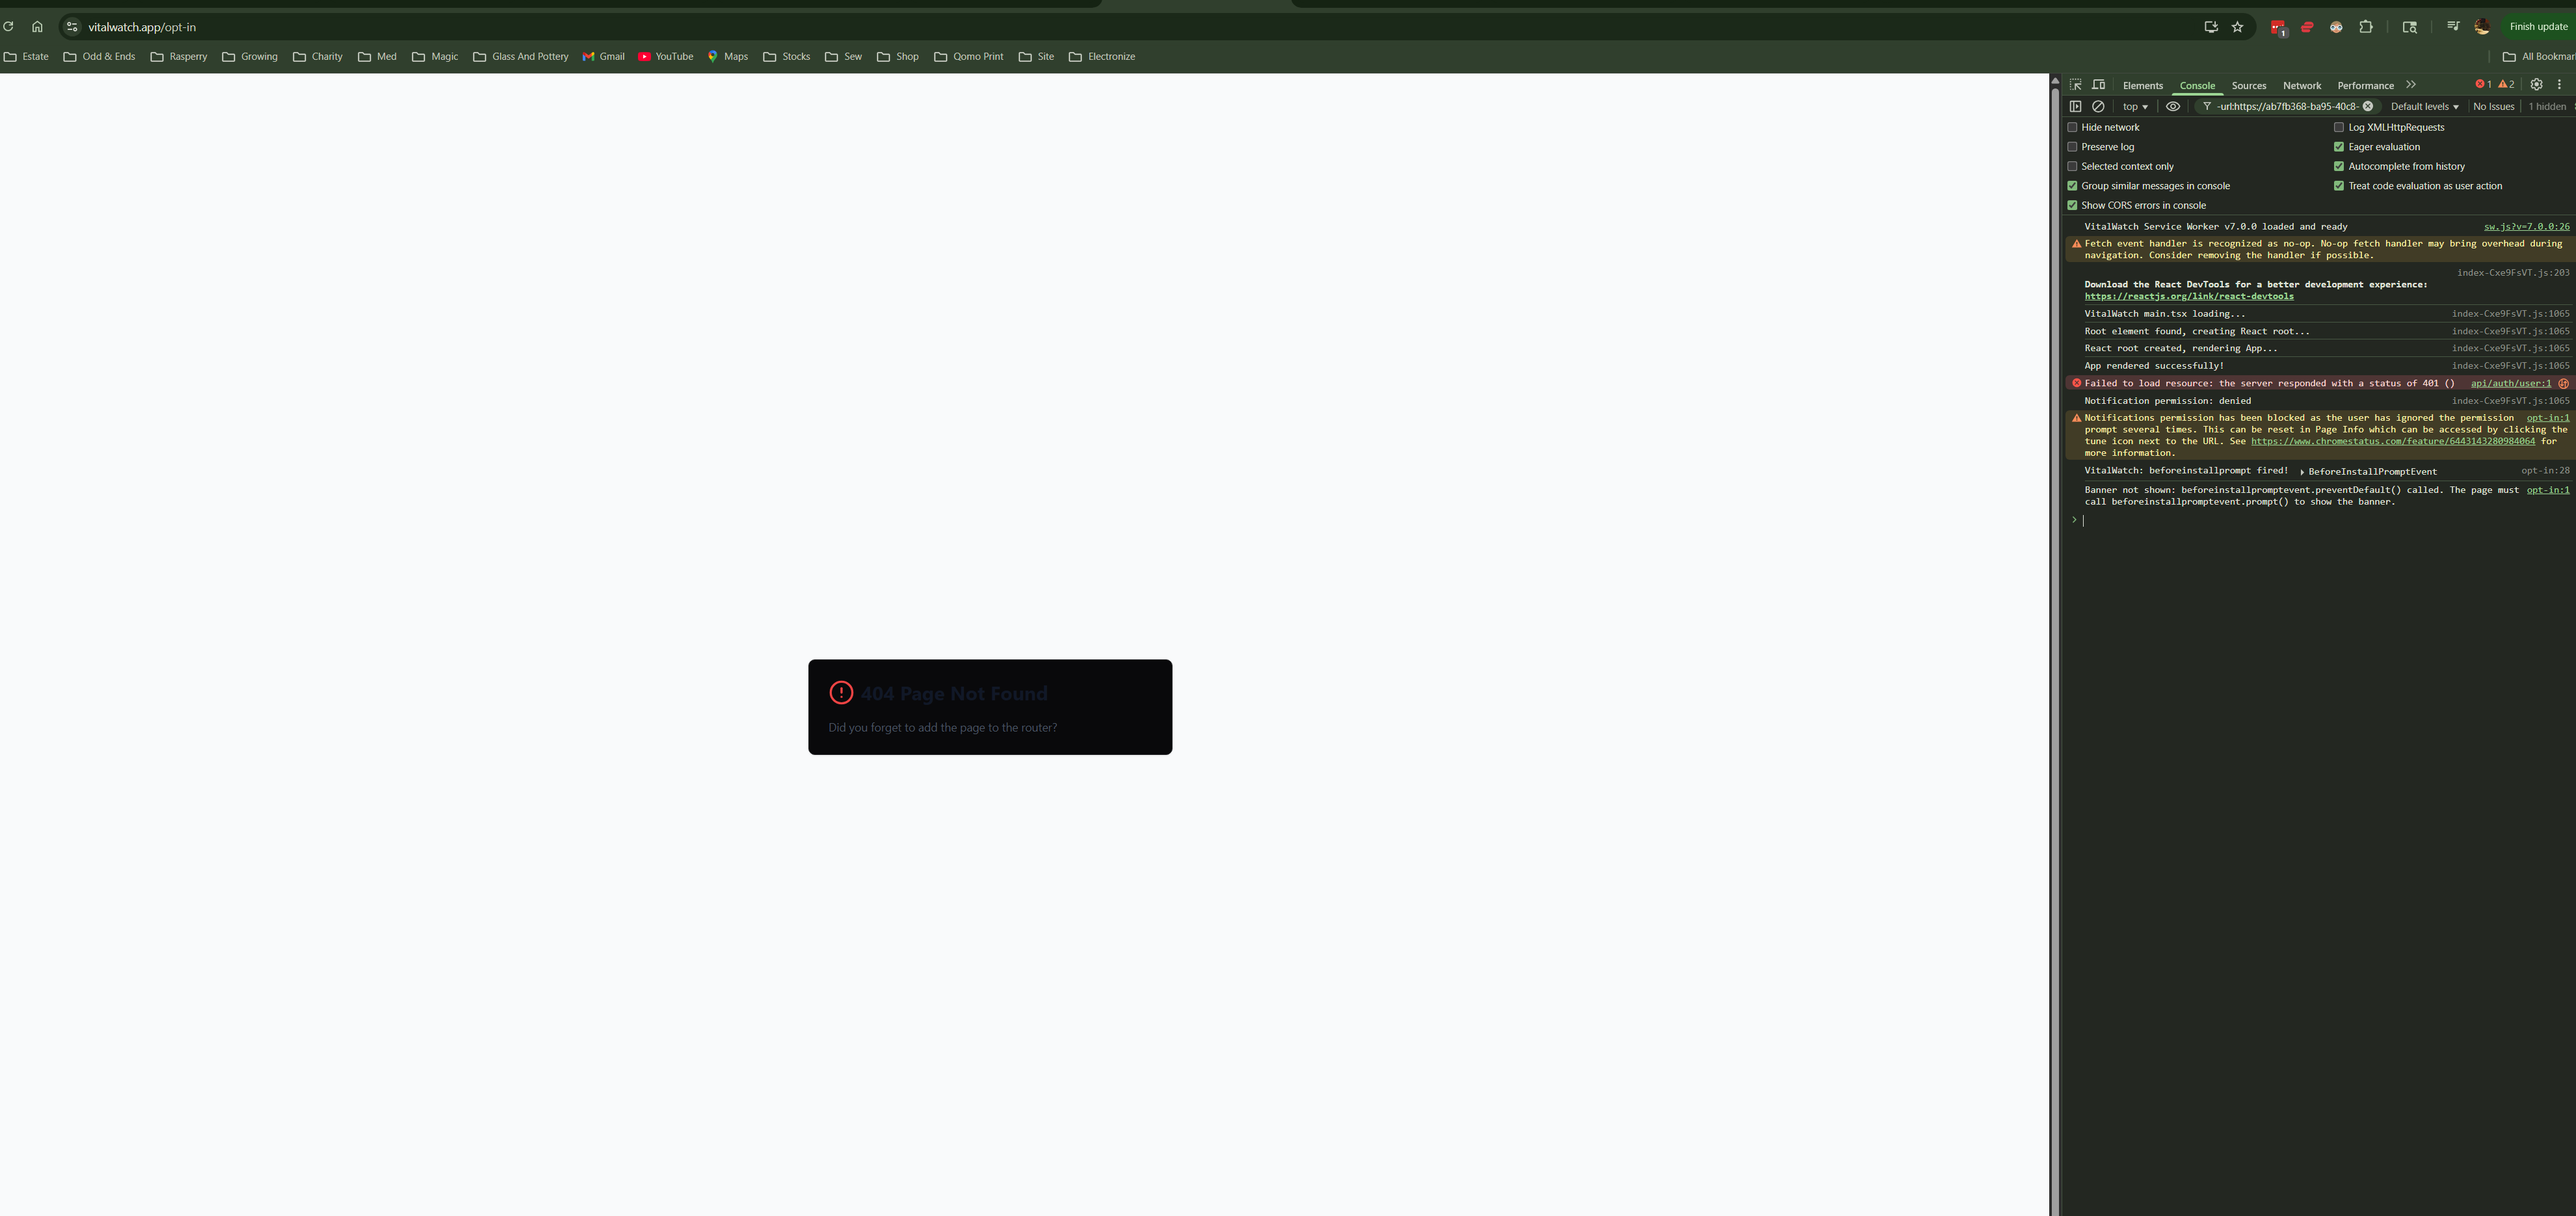 vitalwatch.app/opt-in
1
Finish update
Estate
Odd & Ends
Rasperry
Growing
Charity
Med
Magic
Glass And Pottery
Gmail
YouTube
Maps
Stocks
Sew
Shop
Qomo Print
Site
Electronize
All Bookmar
404 Page Not Found
Did you forget to add the page to the router?
Elements
Console
Sources
Network
Performance
1
2
top
-url:https://ab7fb368-ba95-40c8-
Default levels
No Issues
1 hidden
Hide network
Log XMLHttpRequests
Preserve log
Eager evaluation
Selected context only
Autocomplete from history
Group similar messages in console
Treat code evaluation as user action
Show CORS errors in console
VitalWatch Service Worker v7.0.0 loaded and ready
sw.js?v=7.0.0:26
Fetch event handler is recognized as no-op. No-op fetch handler may bring overhead during
navigation. Consider removing the handler if possible.
index-Cxe9FsVT.js:203
Download the React DevTools for a better development experience:
https://reactjs.org/link/react-devtools
VitalWatch main.tsx loading...
index-Cxe9FsVT.js:1065
Root element found, creating React root...
index-Cxe9FsVT.js:1065
React root created, rendering App...
index-Cxe9FsVT.js:1065
App rendered successfully!
index-Cxe9FsVT.js:1065
Failed to load resource: the server responded with a status of 401 ()
api/auth/user:1
Notification permission: denied
index-Cxe9FsVT.js:1065
Notifications permission has been blocked as the user has ignored the permission
opt-in:1
prompt several times. This can be reset in Page Info which can be accessed by clicking the
tune icon next to the URL. See https://www.chromestatus.com/feature/6443143280984064 for
more information.
VitalWatch: beforeinstallprompt fired! BeforeInstallPromptEvent
opt-in:28
Banner not shown: beforeinstallpromptevent.preventDefault() called. The page must
opt-in:1
call beforeinstallpromptevent.prompt() to show the banner.